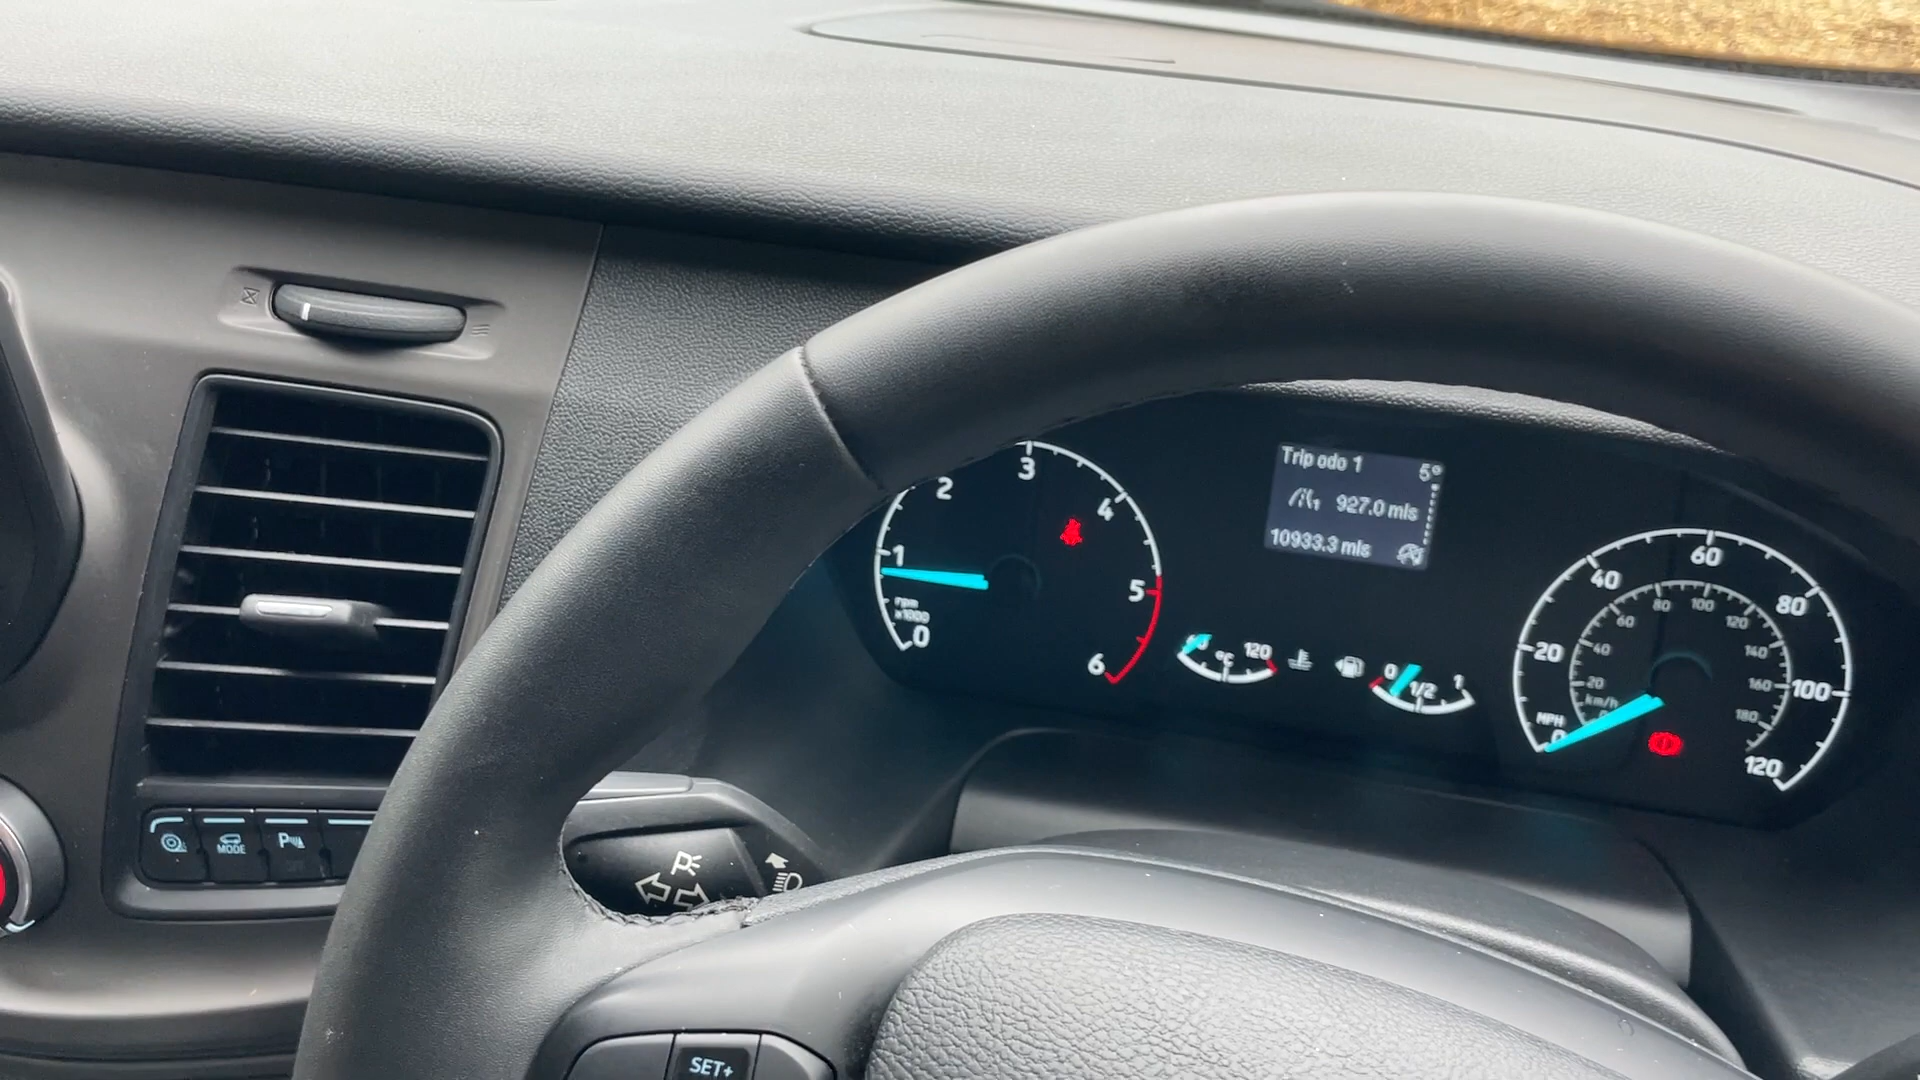 Trip odo 1 5°
1 927.0 mls
10933.3 mls
0 1 2 3 4 5 6
rpm
x1000
°C 120
0 1/2 1
0 20 40 60 80 100 120
MPH
20 40 60 80 100 120 140 160 180
km/h
MODE
P
SET+